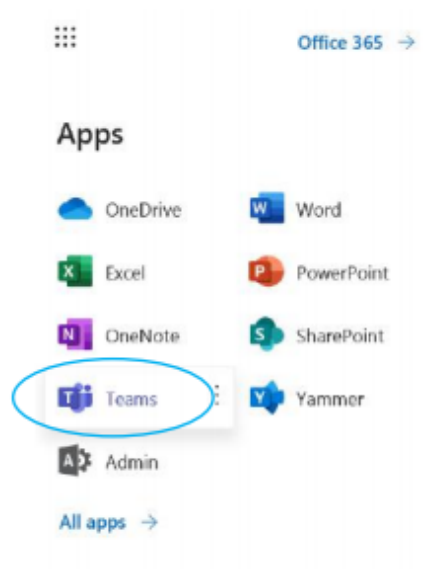 Office 365 →
Apps
OneDrive
Word
Excel
PowerPoint
OneNote
SharePoint
Teams
Yammer
Admin
All apps →